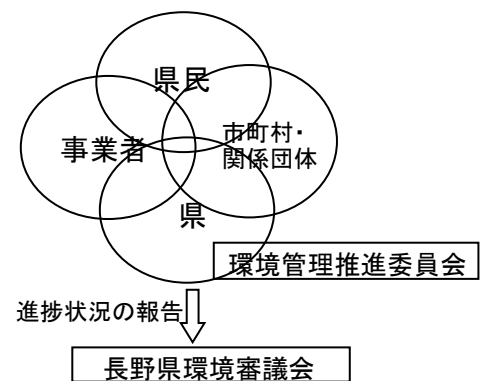 県民
事業者
市町村・
関係団体
県
環境管理推進委員会
進捗状況の報告
長野県環境審議会